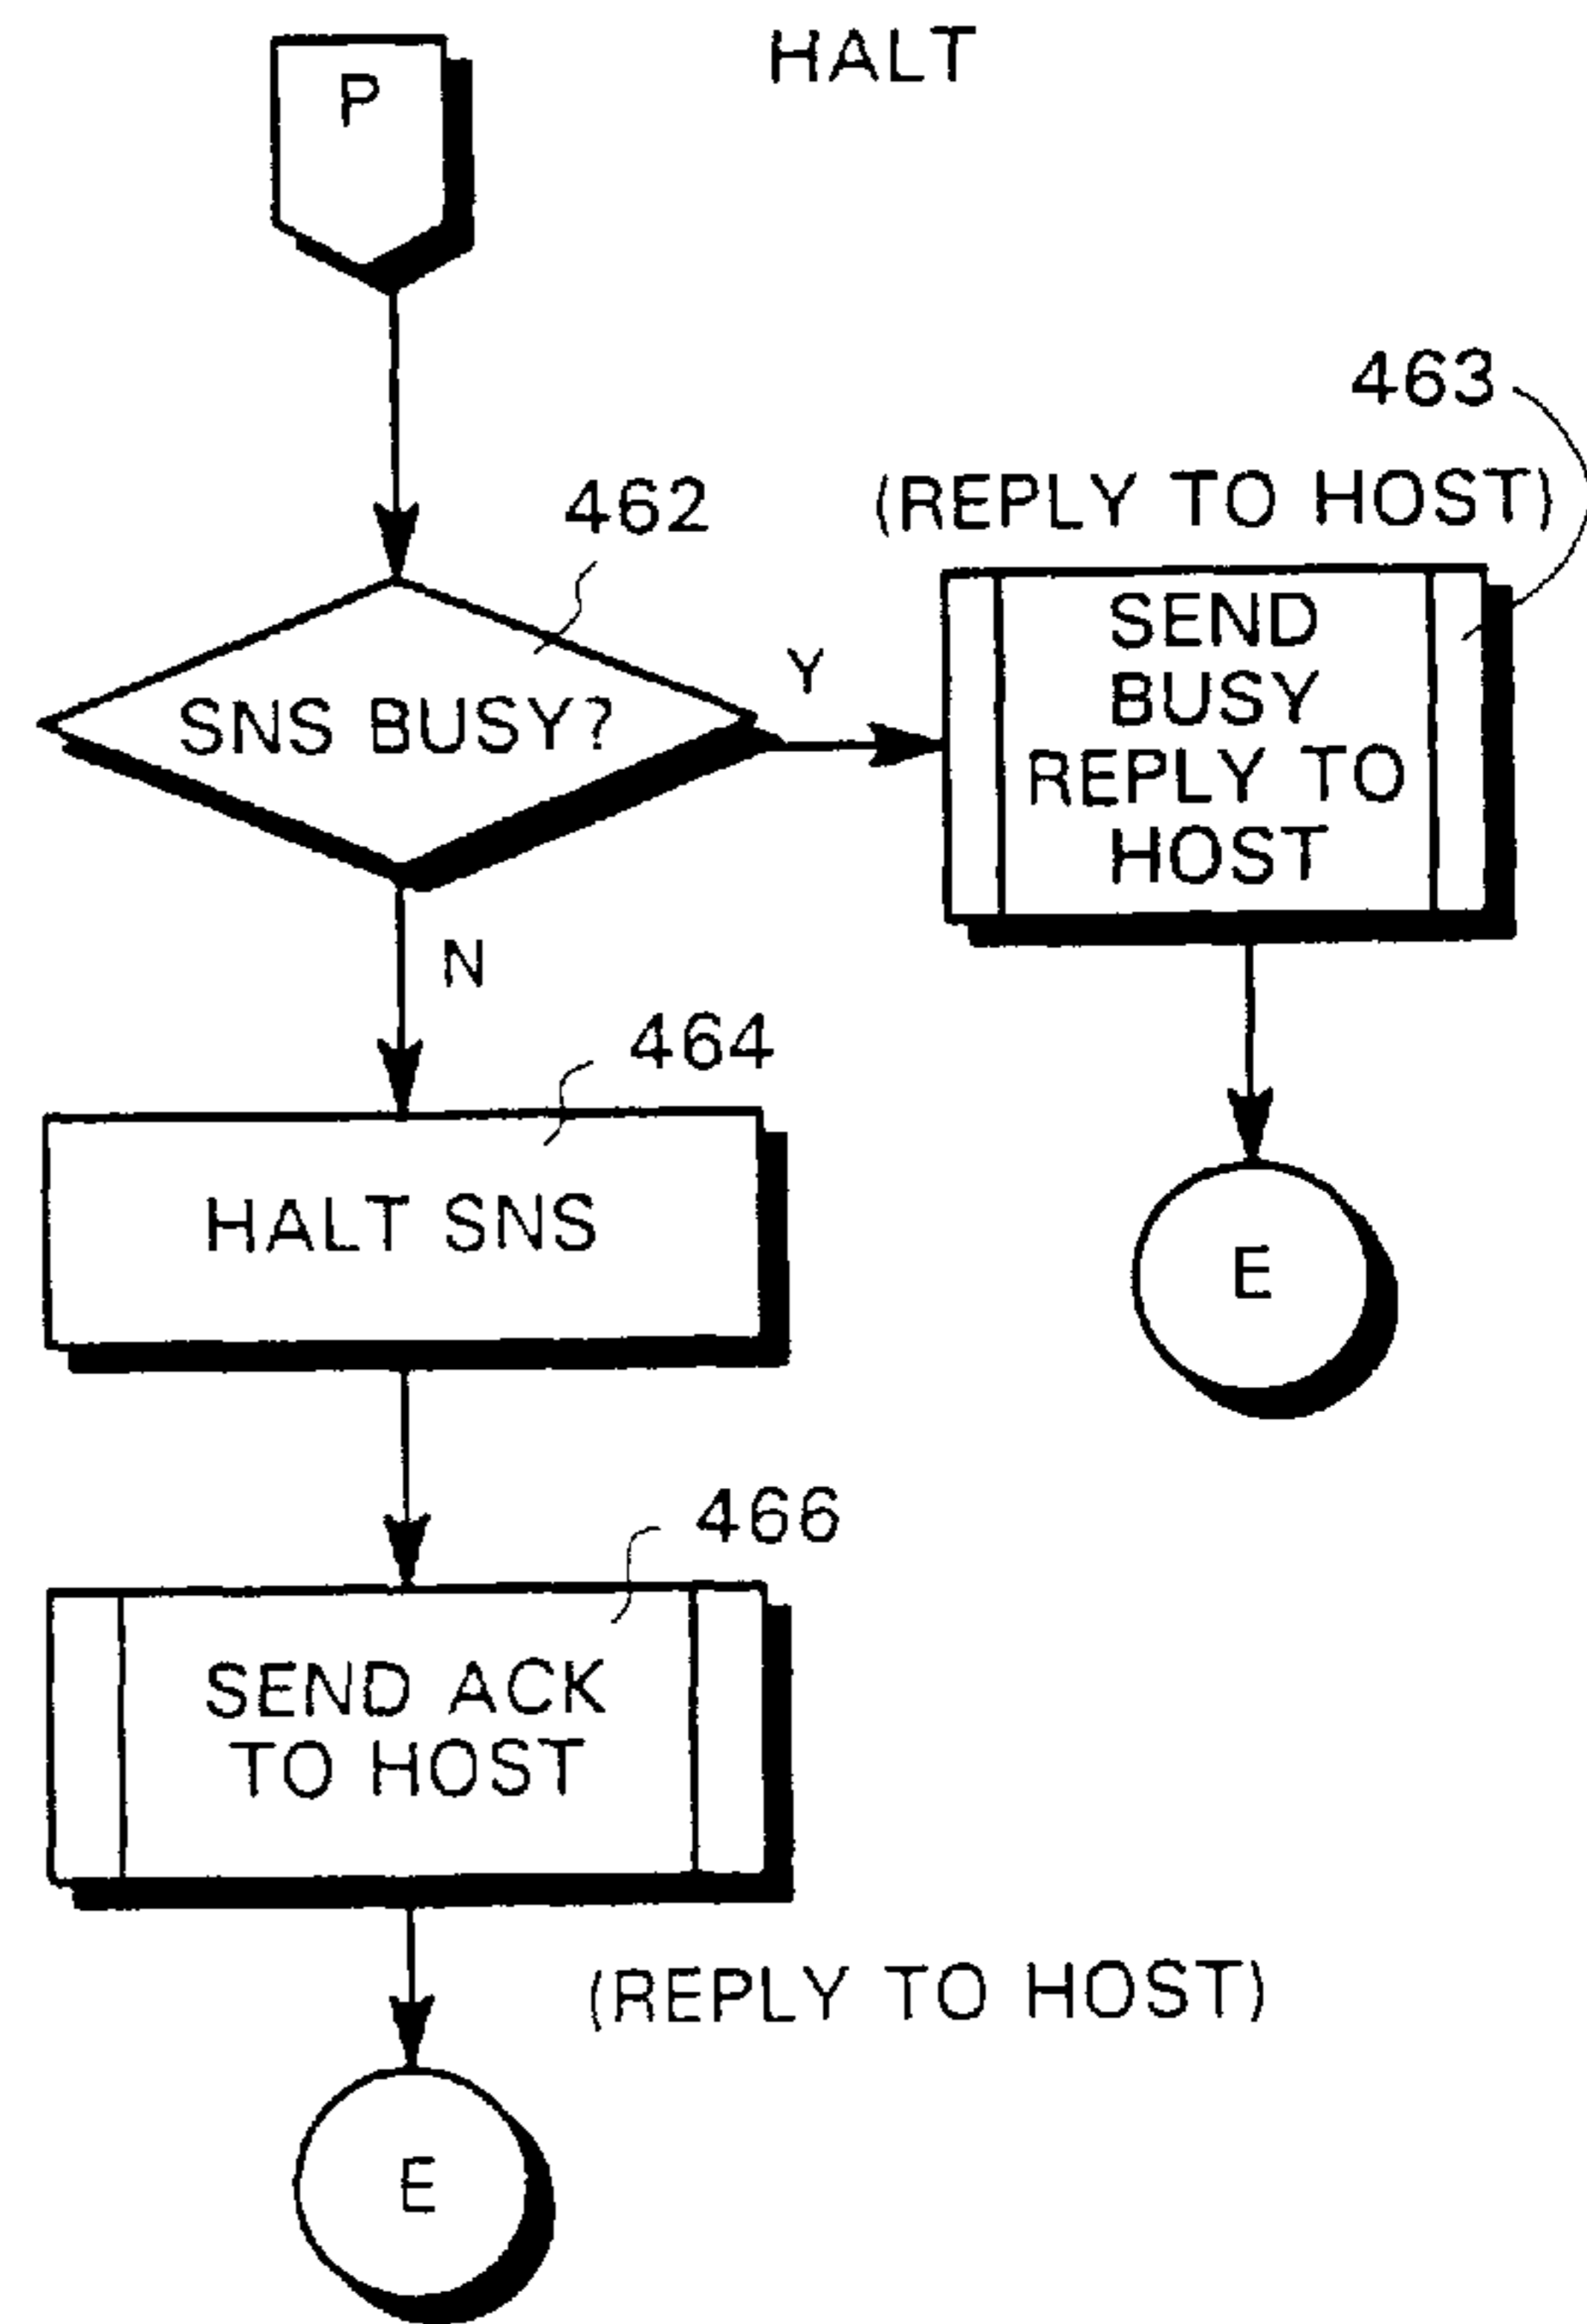 HALT
P
463
462
(REPLY TO HOST)
SNS BUSY?
Y
SEND
BUSY
REPLY TO
HOST
N
464
HALT SNS
E
466
SEND ACK
TO HOST
(REPLY TO HOST)
E